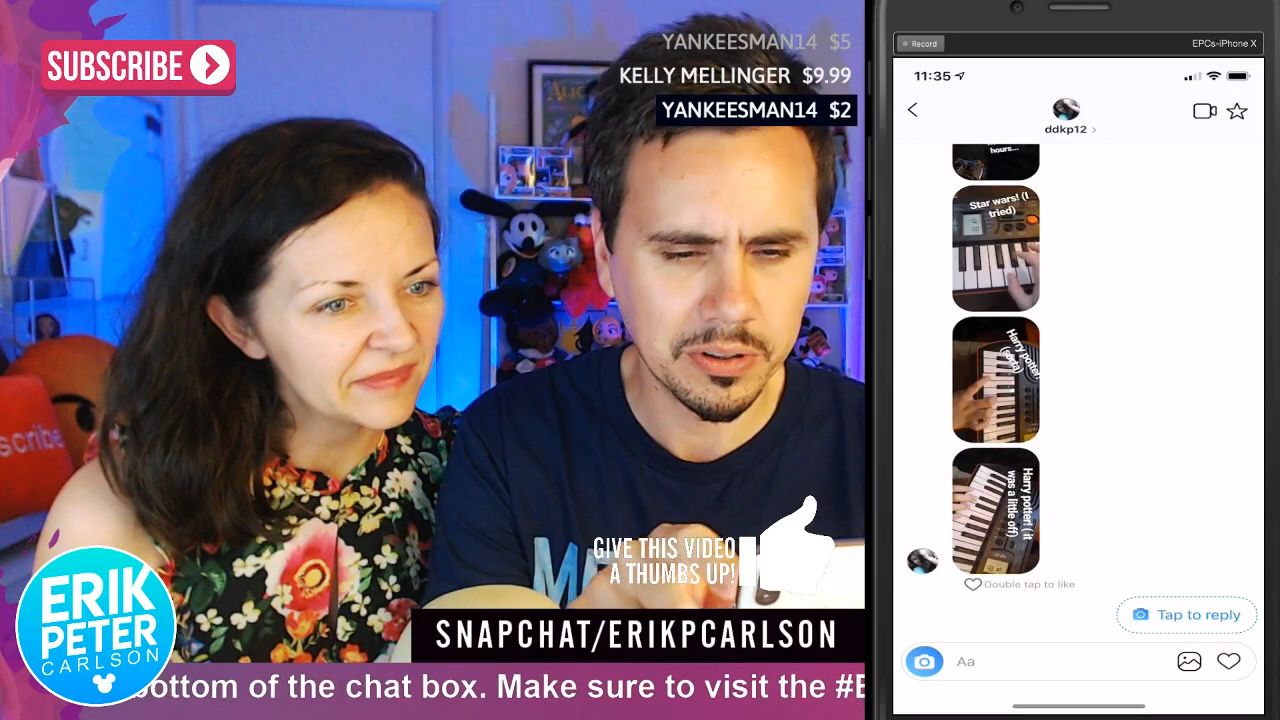 SUBSCRIBE
YANKEESMAN14 $5
KELLY MELLINGER $9.99
YANKEESMAN14 $2
scribe
GIVE THIS VIDEO
A THUMBS UP!
SNAPCHAT/ERIKPCARLSON
ERIK
PETER
CARLSON
bottom of the chat box. Make sure to visit the #E
Record
EPCs-iPhone X
11:35
ddkp12
hours...
Star wars! (I
tried)
Harry potter!
Harry potter! ( it
was a little off)
Double tap to like
Tap to reply
Aa